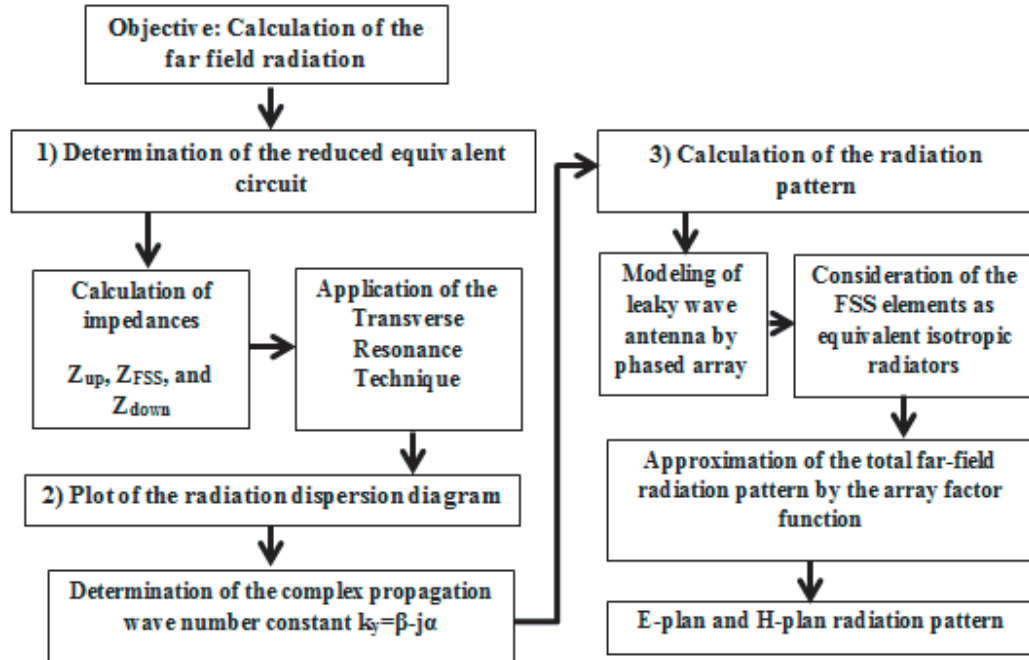 Objective: Calculation of the
far field radiation
1) Determination of the reduced equivalent
circuit
Calculation of
impedances
Zup, ZFSS, and
Zdown
Application of the
Transverse
Resonance
Technique
2) Plot of the radiation dispersion diagram
Determination of the complex propagation
wave number constant ky=β-jα
3) Calculation of the radiation
pattern
Modeling of
leaky wave
antenna by
phased array
Consideration of the
FSS elements as
equivalent isotropic
radiators
Approximation of the total far-field
radiation pattern by the array factor
function
E-plan and H-plan radiation pattern